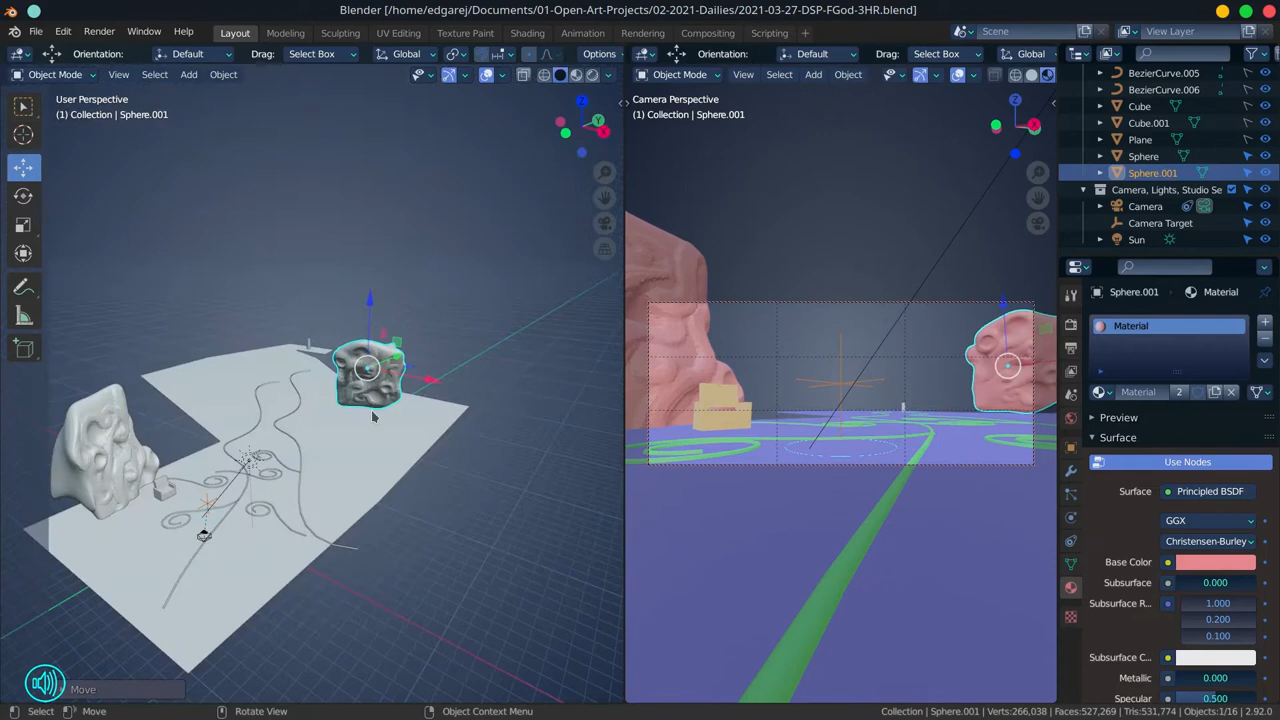 Blender [/home/edgarej/Documents/01-Open-Art-Projects/02-2021-Dailies/2021-03-27-DSP-FGod-3HR.blend]
File Edit Render Window Help Layout Modeling Sculpting UV Editing Texture Paint Shading Animation Rendering Compositing Scripting + Scene View Layer
Orientation: Default Drag: Select Box Global Options
Orientation: Default Drag: Select Box Global
Object Mode View Select Add Object
Object Mode View Select Add Object
User Perspective
(1) Collection | Sphere.001
Z
Y
X
Camera Perspective
(1) Collection | Sphere.001
Z
X
BezierCurve.005
BezierCurve.006
Cube
Cube.001
Plane
Sphere
Sphere.001
Camera, Lights, Studio Se
Camera
Camera Target
Sun
Sphere.001 Material
Material
Material 2
Preview
Surface
Use Nodes
Surface Principled BSDF
GGX
Christensen-Burley
Base Color
Subsurface 0.000
Subsurface R... 1.000
0.200
0.100
Subsurface C...
Metallic 0.000
Specular 0.500
Move
Select Move Rotate View Object Context Menu Collection | Sphere.001 | Verts:266,038 | Faces:527,269 | Tris:531,774 | Objects:1/16 | 2.92.0